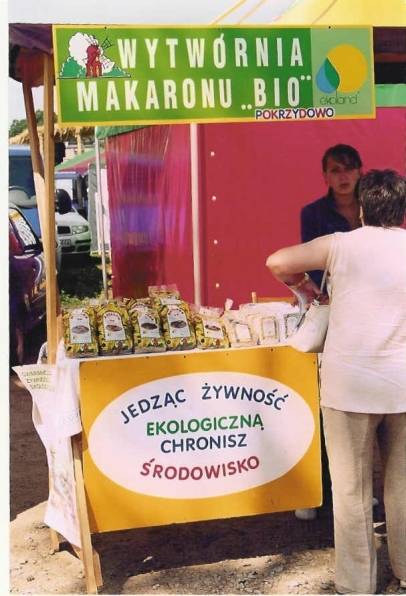 WYTWÓRNIA
MAKARONU „BIO”
POKRZYDOWO
ekoland
JEDZĄC ŻYWNOŚĆ
EKOLOGICZNĄ
CHRONISZ
ŚRODOWISKO